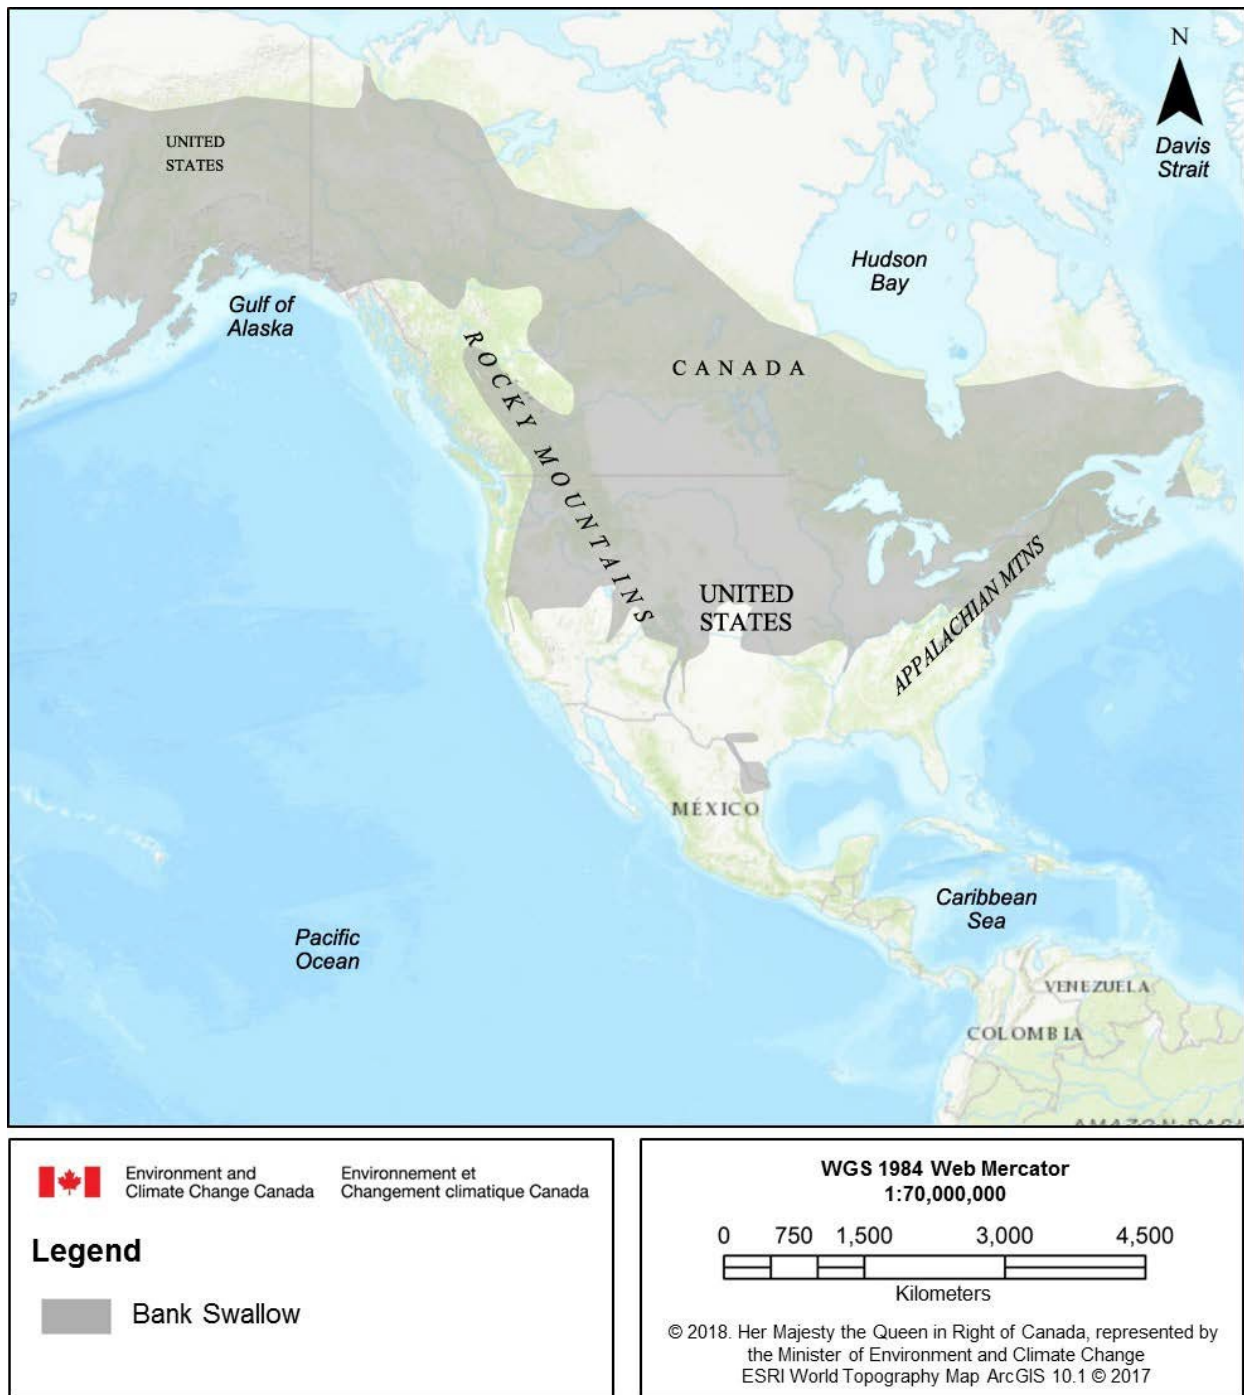 N
Davis
Strait
UNITED
STATES
Hudson
Bay
Gulf of
Alaska
CANADA
ROCKY MOUNTAINS
UNITED
STATES
APPALACHIAN MTNS
MÉXICO
Caribbean
Sea
Pacific
Ocean
VENEZUELA
COLOMBIA
Environment and
Climate Change Canada
Environnement et
Changement climatique Canada
Legend
Bank Swallow
WGS 1984 Web Mercator
1:70,000,000
0 750 1,500 3,000 4,500
Kilometers
© 2018. Her Majesty the Queen in Right of Canada, represented by
the Minister of Environment and Climate Change
ESRI World Topography Map ArcGIS 10.1 © 2017